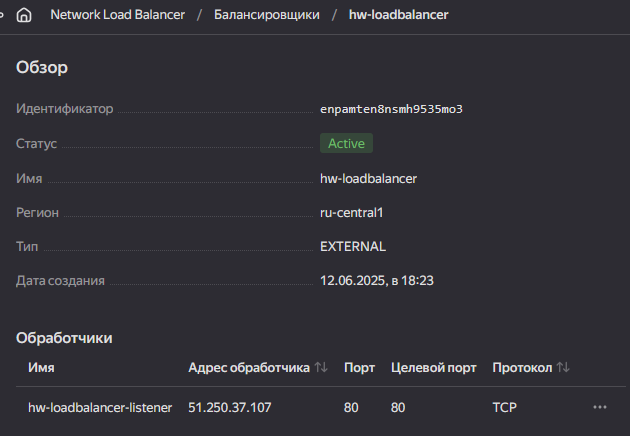 Network Load Balancer / Балансировщики / hw-loadbalancer
Обзор
Идентификатор enpamten8nsmh9535mo3
Статус Active
Имя hw-loadbalancer
Регион ru-central1
Тип EXTERNAL
Дата создания 12.06.2025, в 18:23
Обработчики
Имя Адрес обработчика Порт Целевой порт Протокол
hw-loadbalancer-listener 51.250.37.107 80 80 TCP